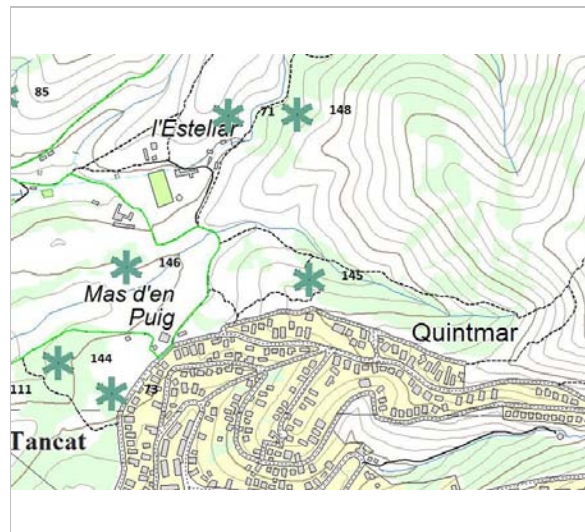 85
l'Estellar
71
148
146
145
Mas d'en
Puig
Quintmar
144
111
73
Tancat